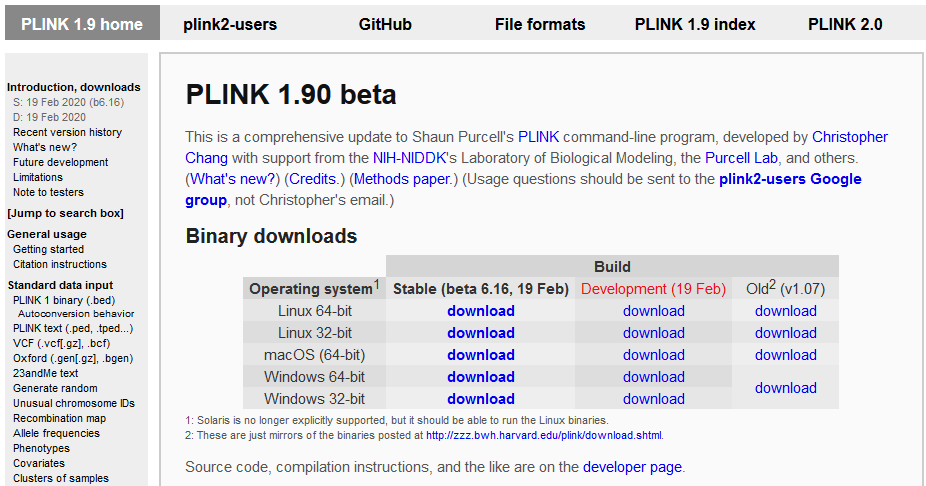 PLINK 1.9 home plink2-users GitHub File formats PLINK 1.9 index PLINK 2.0
Introduction, downloads
S: 19 Feb 2020 (b6.16)
D: 19 Feb 2020
Recent version history
What's new?
Future development
Limitations
Note to testers
[Jump to search box]
General usage
Getting started
Citation instructions
Standard data input
PLINK 1 binary (.bed)
Autoconversion behavior
PLINK text (.ped, .tped...)
VCF (.vcf[.gz], .bcf)
Oxford (.gen[.gz], .bgen)
23andMe text
Generate random
Unusual chromosome IDs
Recombination map
Allele frequencies
Phenotypes
Covariates
Clusters of samples
PLINK 1.90 beta
This is a comprehensive update to Shaun Purcell's PLINK command-line program, developed by Christopher
Chang with support from the NIH-NIDDK's Laboratory of Biological Modeling, the Purcell Lab, and others.
(What's new?) (Credits.) (Methods paper.) (Usage questions should be sent to the plink2-users Google
group, not Christopher's email.)
Binary downloads
Build
Operating system1 Stable (beta 6.16, 19 Feb) Development (19 Feb) Old2 (v1.07)
Linux 64-bit download download download
Linux 32-bit download download download
macOS (64-bit) download download download
Windows 64-bit download download download
Windows 32-bit download download
1: Solaris is no longer explicitly supported, but it should be able to run the Linux binaries.
2: These are just mirrors of the binaries posted at http://zzz.bwh.harvard.edu/plink/download.shtml.
Source code, compilation instructions, and the like are on the developer page.